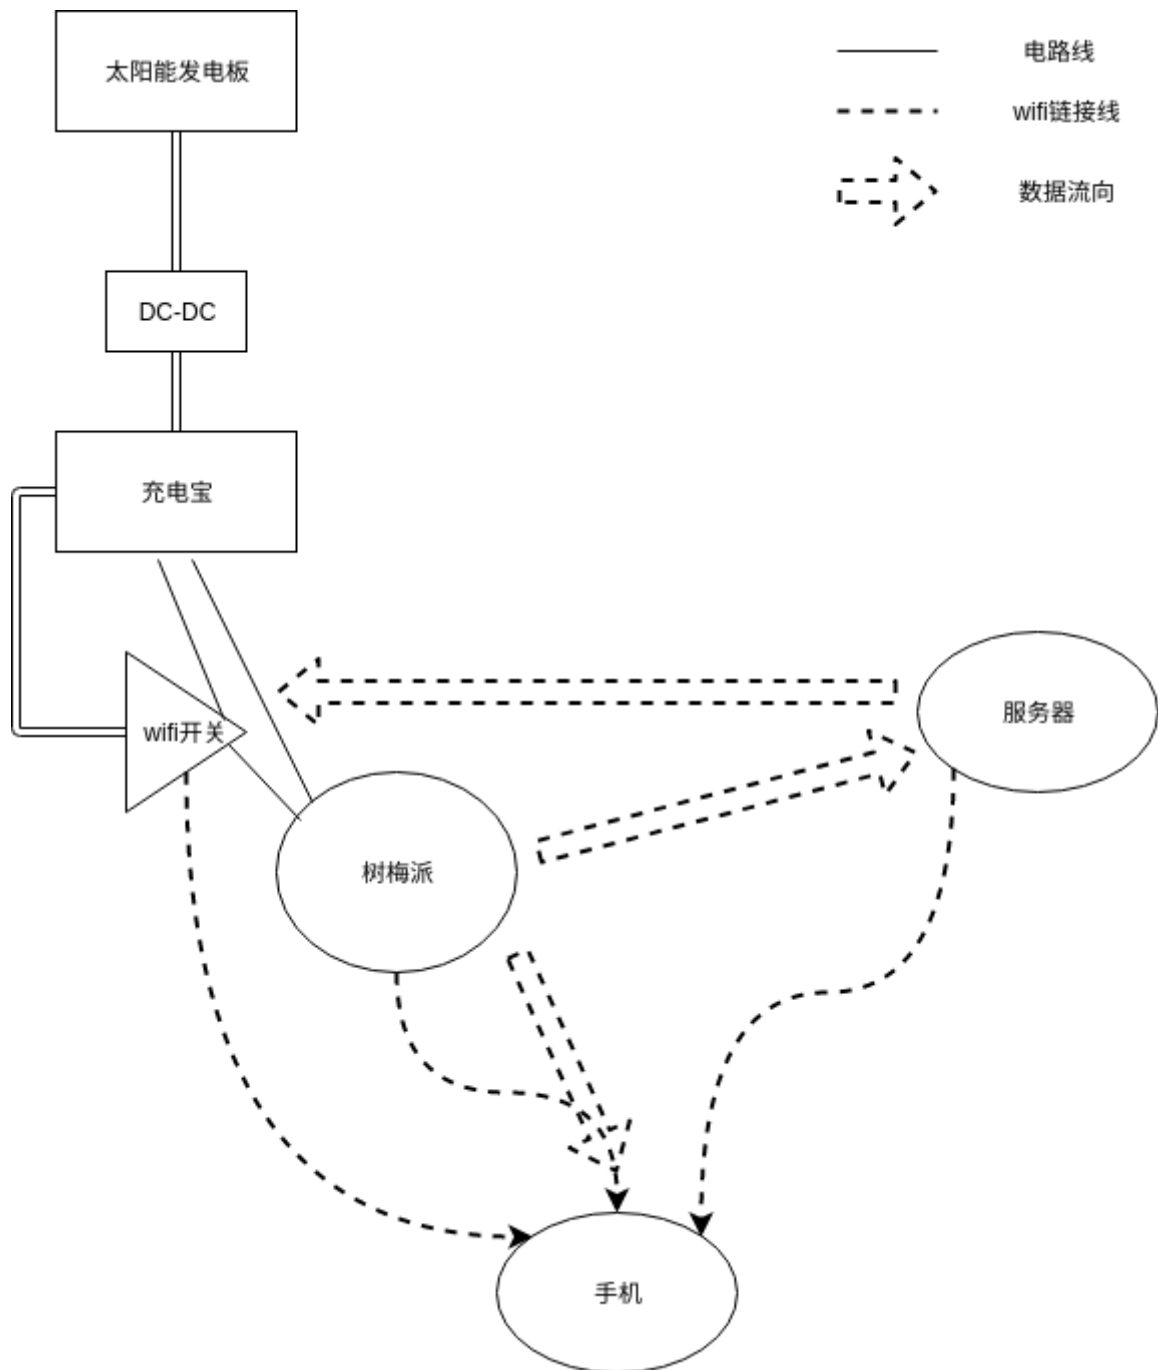 太阳能发电板
电路线
wifi链接线
数据流向
DC-DC
充电宝
服务器
wifi开关
树梅派
手机